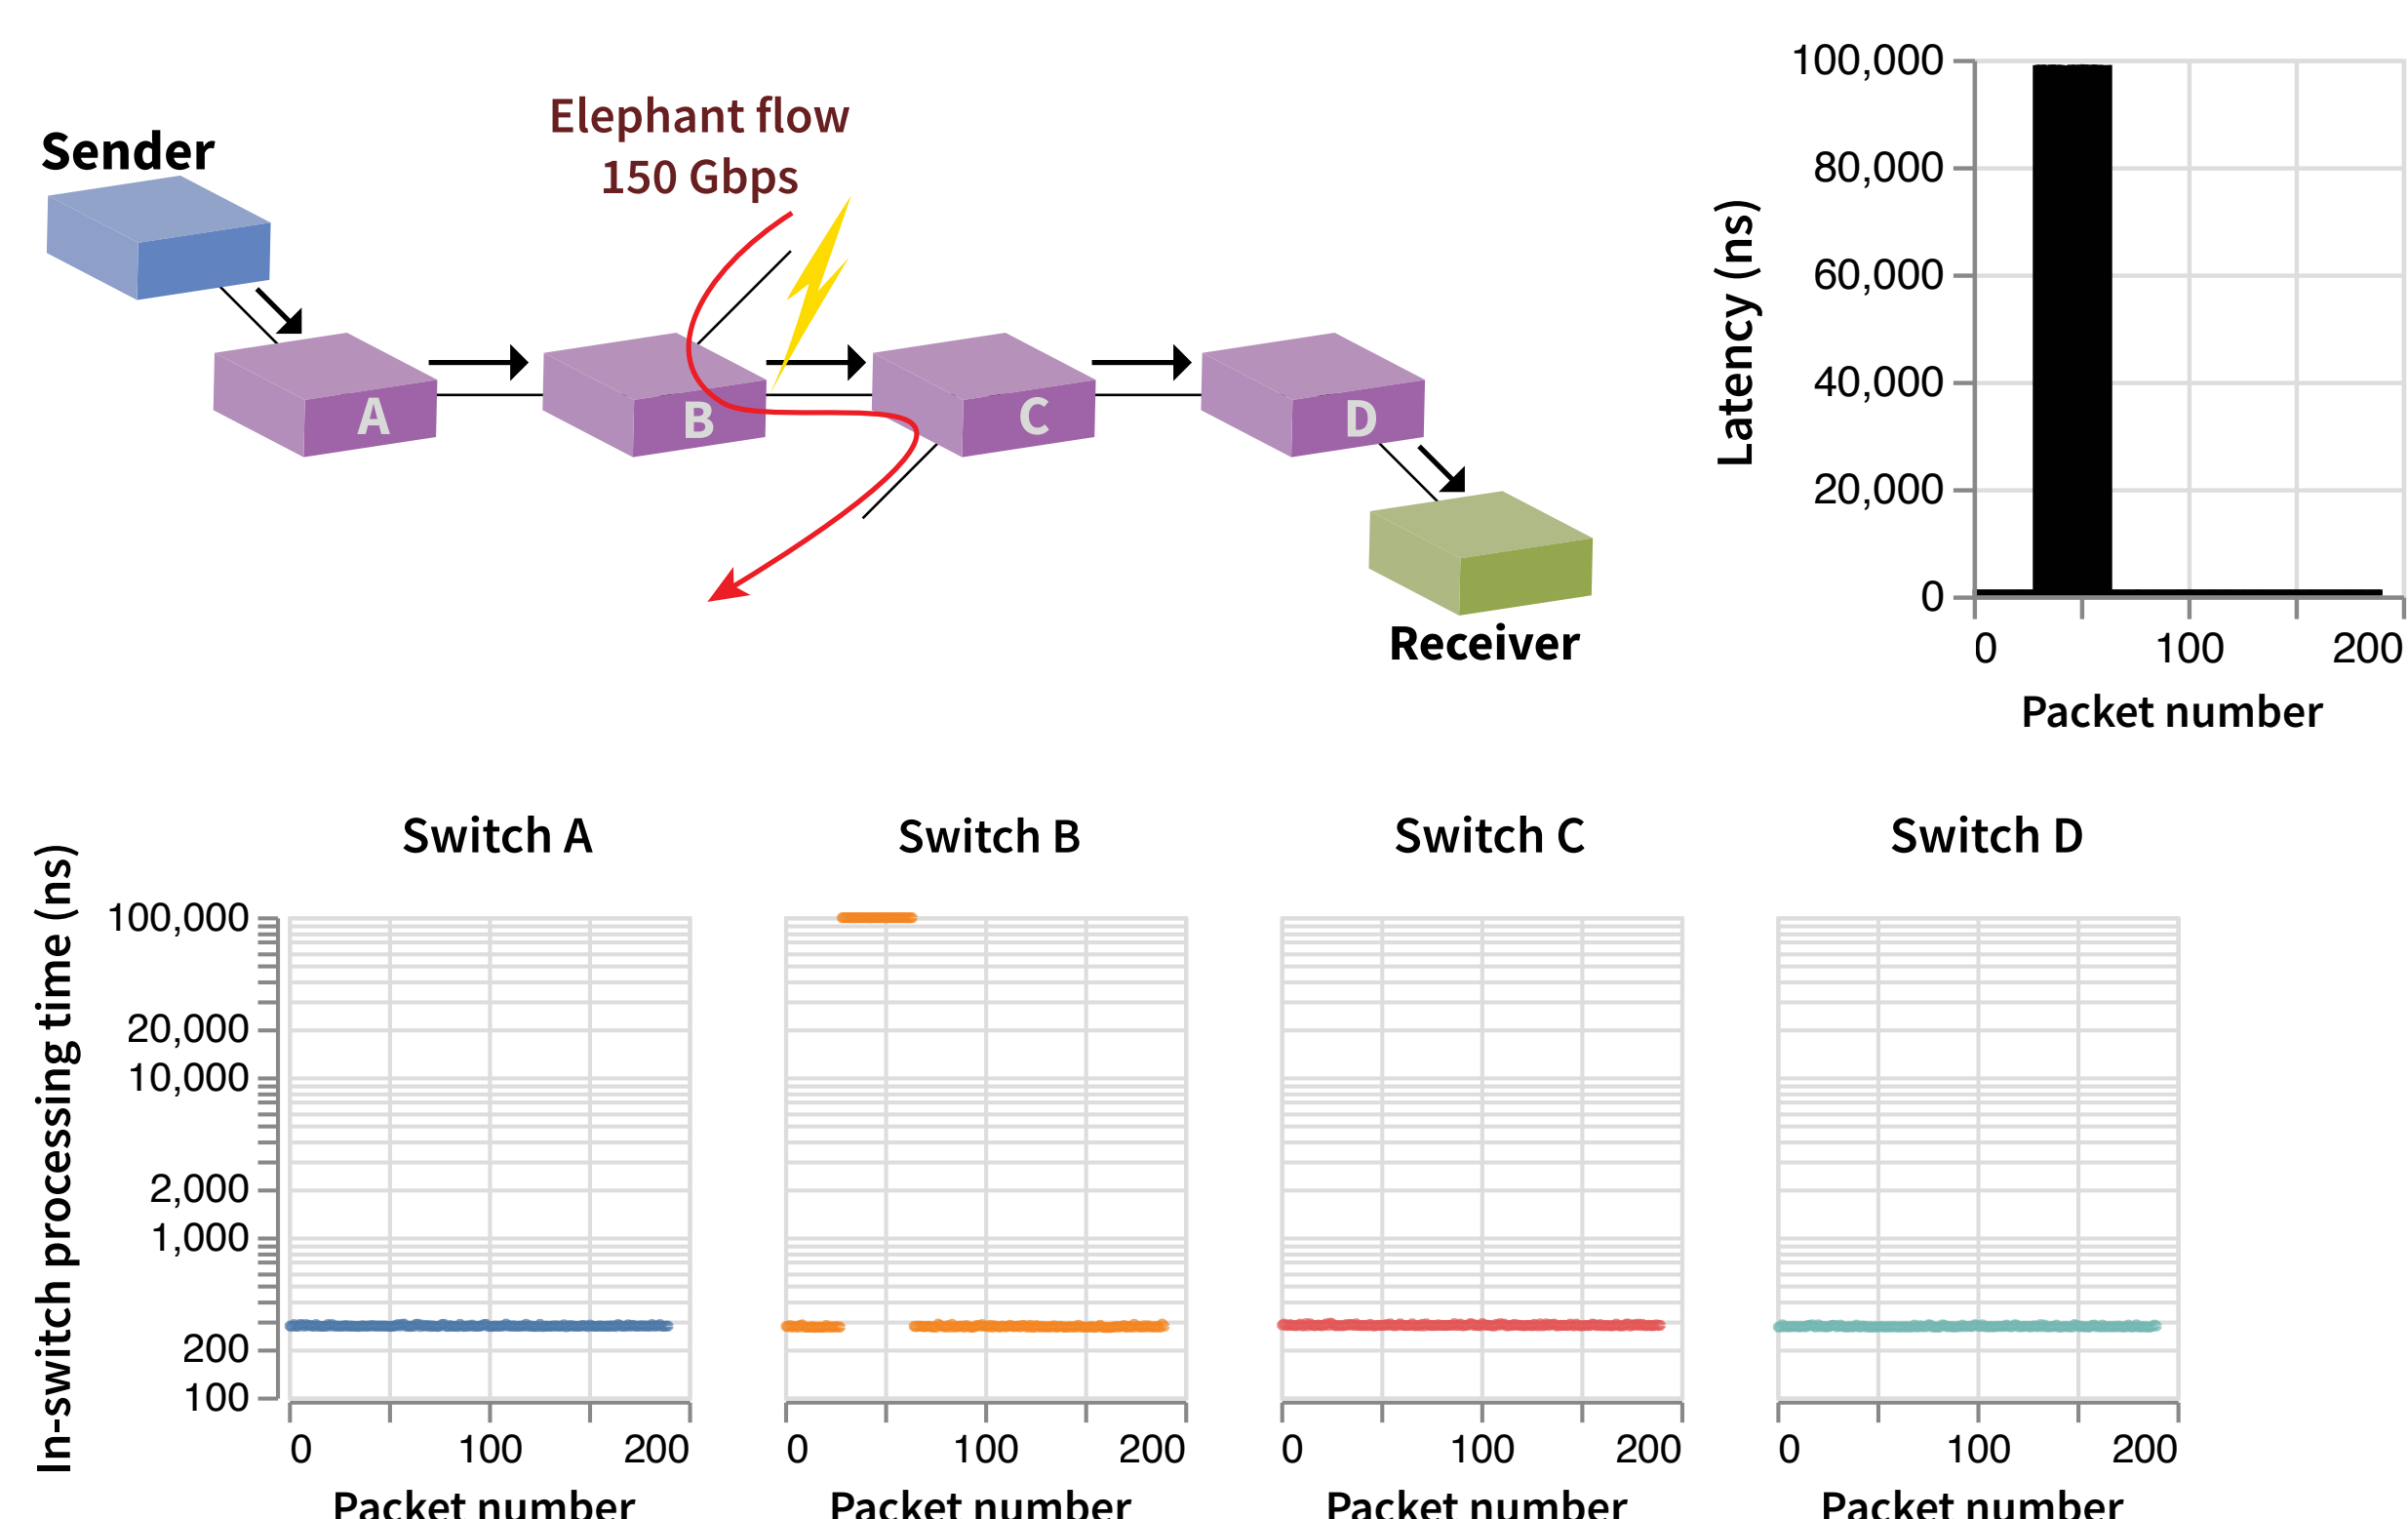 Sender
Elephant flow
150 Gbps
A
B
C
D
Receiver
Latency (ns)
100,000
80,000
60,000
40,000
20,000
0
0 100 200
Packet number
Switch A
Switch B
Switch C
Switch D
In-switch processing time (ns)
100,000
20,000
10,000
2,000
1,000
200
100
0 100 200
0 100 200
0 100 200
0 100 200
Packet number
Packet number
Packet number
Packet number